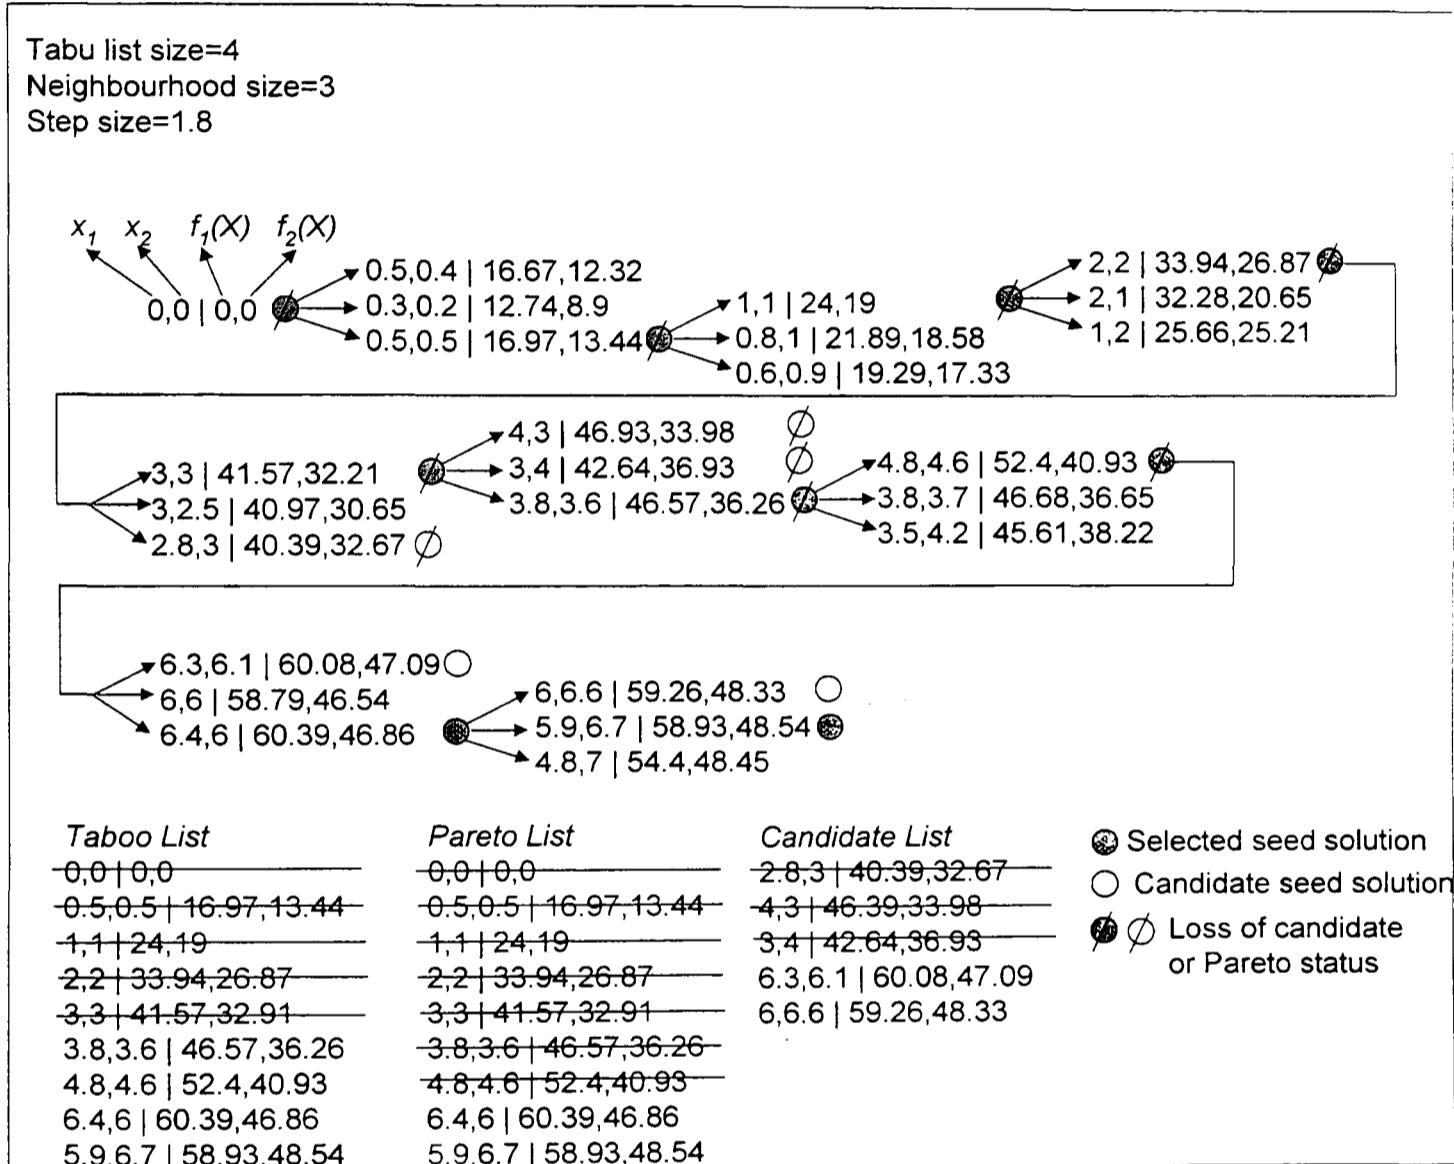 Tabu list size=4
Neighbourhood size=3
Step size=1.8
x1 x2 f1(X) f2(X)
0,0 | 0,0
0.5,0.4 | 16.67,12.32
0.3,0.2 | 12.74,8.9
0.5,0.5 | 16.97,13.44
1,1 | 24,19
0.8,1 | 21.89,18.58
0.6,0.9 | 19.29,17.33
2,2 | 33.94,26.87
2,1 | 32.28,20.65
1,2 | 25.66,25.21
3,3 | 41.57,32.21
3,2.5 | 40.97,30.65
2.8,3 | 40.39,32.67
4,3 | 46.93,33.98
3,4 | 42.64,36.93
3.8,3.6 | 46.57,36.26
4.8,4.6 | 52.4,40.93
3.8,3.7 | 46.68,36.65
3.5,4.2 | 45.61,38.22
6.3,6.1 | 60.08,47.09
6,6 | 58.79,46.54
6.4,6 | 60.39,46.86
6,6.6 | 59.26,48.33
5.9,6.7 | 58.93,48.54
4.8,7 | 54.4,48.45
Taboo List
0,0 | 0,0
0.5,0.5 | 16.97,13.44
1,1 | 24,19
2,2 | 33.94,26.87
3,3 | 41.57,32.91
3.8,3.6 | 46.57,36.26
4.8,4.6 | 52.4,40.93
6.4,6 | 60.39,46.86
5.9,6.7 | 58.93,48.54
Pareto List
0,0 | 0,0
0.5,0.5 | 16.97,13.44
1,1 | 24,19
2,2 | 33.94,26.87
3,3 | 41.57,32.91
3.8,3.6 | 46.57,36.26
4.8,4.6 | 52.4,40.93
6.4,6 | 60.39,46.86
5.9,6.7 | 58.93,48.54
Candidate List
2.8,3 | 40.39,32.67
4,3 | 46.39,33.98
3,4 | 42.64,36.93
6.3,6.1 | 60.08,47.09
6,6.6 | 59.26,48.33
Selected seed solution
Candidate seed solution
Loss of candidate
or Pareto status